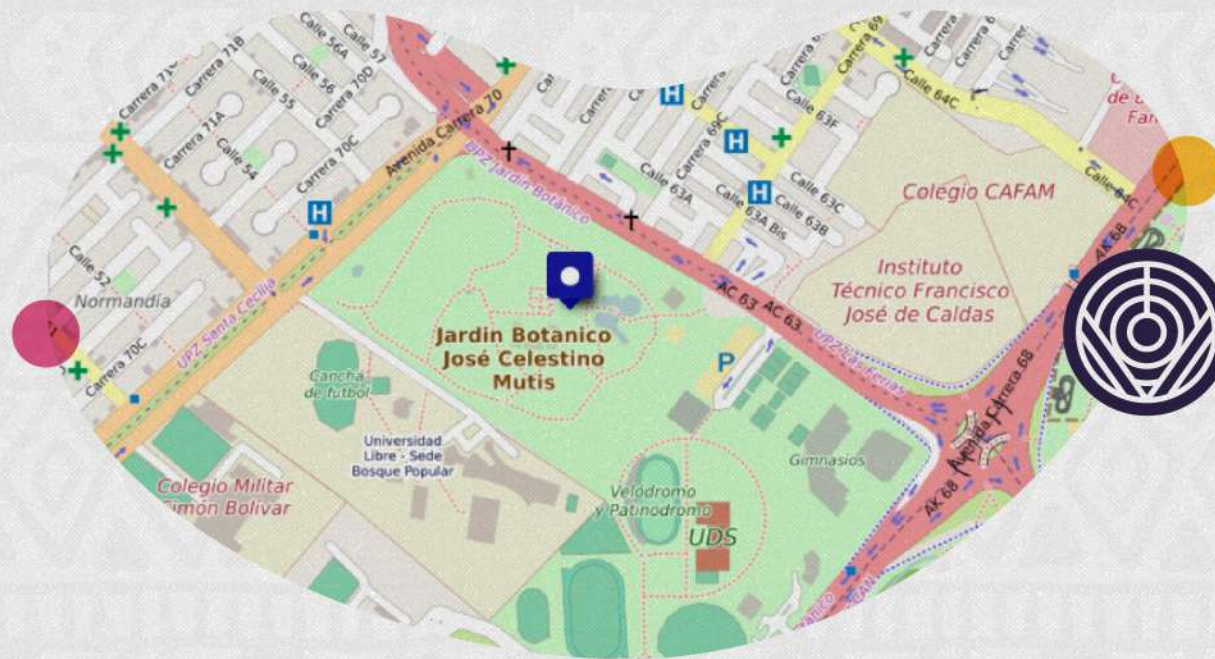 Calle 56A
Calle 57
Carrera 71B
Carrera 70D
Calle 56
Calle 55
Carrera 71A
Calle 54
Carrera 70C
Avenida Carrera 70
UPZ Jardín Botánico
Carrera 69C
Calle 63F
Calle 64C
Calle 63A
Calle 63C
Calle 63B
Calle 63A Bis
H
H
H
H
Colegio CAFAM
Calle 64C
AK 68
Calle 52
Normandía
UPZ Santa Cecilia
Carrera 70C
Instituto
Técnico Francisco
José de Caldas
AC 63
AC 63
UPZ Las Ferias
Jardin Botanico
José Celestino
Mutis
P
Cancha
de futbol
Avenida Carrera 68
Universidad
Libre - Sede
Bosque Popular
Gimnasios
Colegio Militar
Simón Bolívar
Velódromo
y Patinodromo
UDS
AK 68